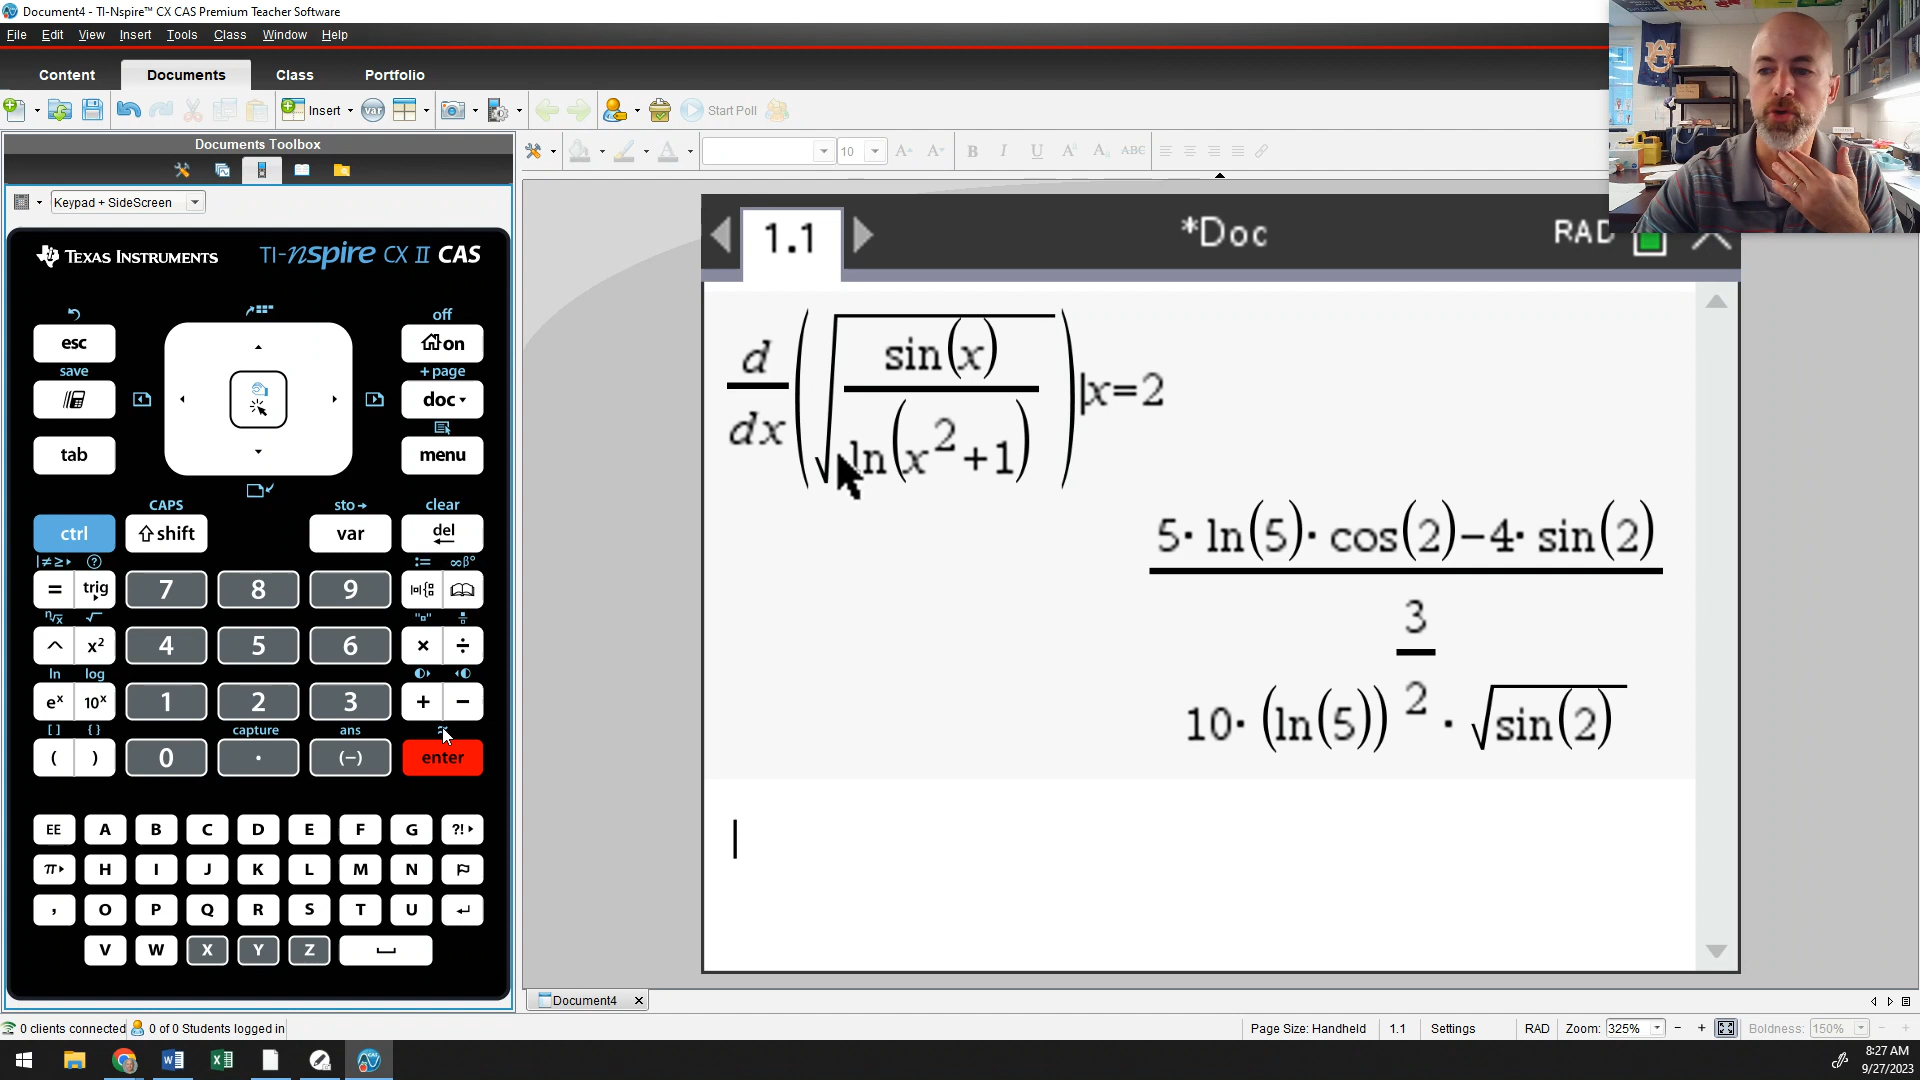 Document4 - TI-Nspire™ CX CAS Premium Teacher Software
File Edit View Insert Tools Class Window Help
Content Documents Class Portfolio
Insert var Start Poll
Documents Toolbox
10 B I U ABC
Keypad + SideScreen
1.1 *Doc RAD
TEXAS INSTRUMENTS TI-nspire CX II CAS
off
esc on
save + page
doc
tab menu
CAPS sto→ clear
ctrl shift var del
|≠≥▸ ? := ∞β°
= trig 7 8 9
ⁿ√x √ "▫"
^ x² 4 5 6 × ÷
ln log
eˣ 10ˣ 1 2 3 + −
[ ] { } capture ans ≈
( ) 0 . (−) enter
EE A B C D E F G ?!▸
π▸ H I J K L M N
, O P Q R S T U
V W X Y Z
d/dx(√(sin(x)/ln(x²+1)))|x=2
5·ln(5)·cos(2)−4·sin(2)
10·(ln(5))^(3/2)·√sin(2)
Document4
0 clients connected 0 of 0 Students logged in Page Size: Handheld 1.1 Settings RAD Zoom: 325% − + Boldness: 150% − +
8:27 AM
9/27/2023